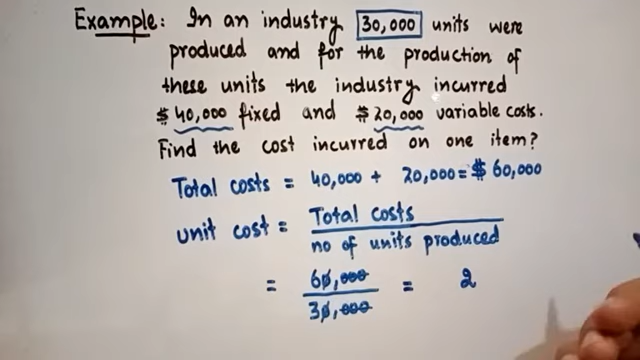 Example: In an industry 30,000 units were
produced and for the production of
these units the industry incurred
$ 40,000 fixed and $ 20,000 variable costs.
Find the cost incurred on one item?
Total costs = 40,000 + 20,000 = $ 60,000
unit cost = Total costs
no of units produced
= 60,000 = 2
30,000